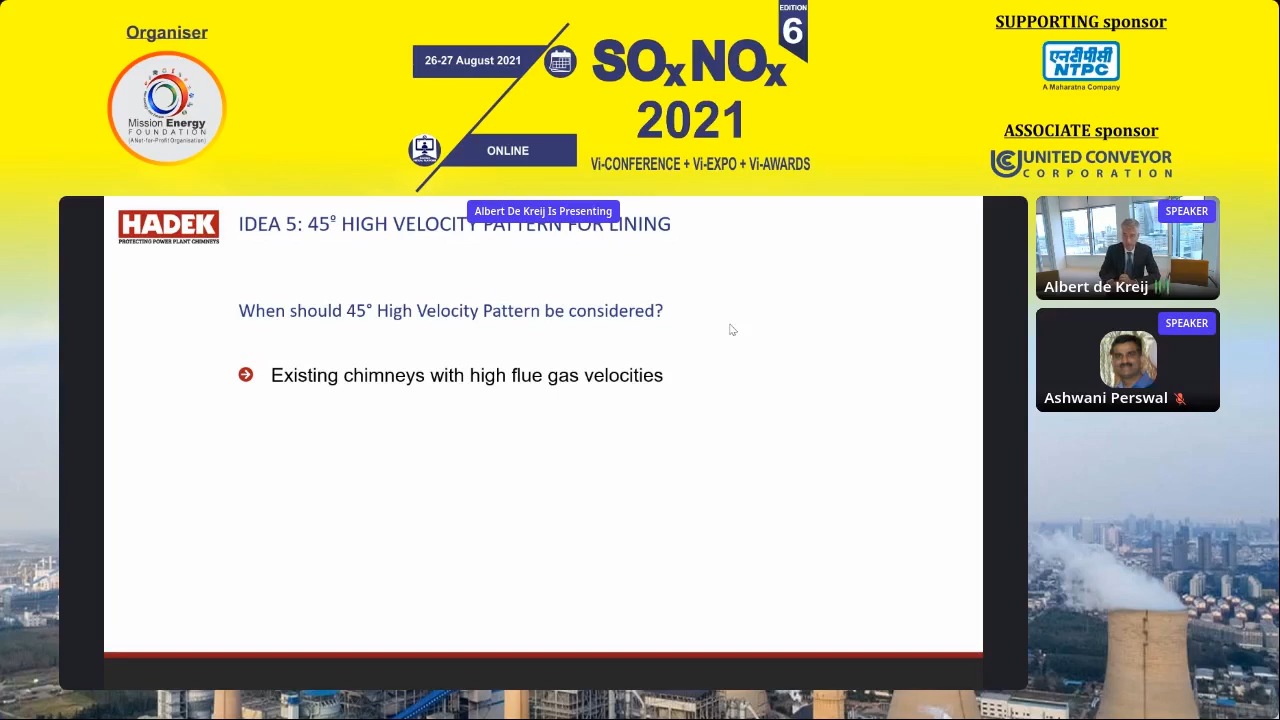 Organiser
Mission Energy
FOUNDATION
(A Not-for-Profit Organisation)
26-27 August 2021
ONLINE
EDITION
6
SOx NOx
2021
Vi-CONFERENCE + Vi-EXPO + Vi-AWARDS
SUPPORTING sponsor
एनटीपीसी
NTPC
A Maharatna Company
ASSOCIATE sponsor
UNITED CONVEYOR
CORPORATION
HADEK
PROTECTING POWER PLANT CHIMNEYS
Albert De Kreij Is Presenting
IDEA 5: 45° HIGH VELOCITY PATTERN FOR LINING
When should 45° High Velocity Pattern be considered?
Existing chimneys with high flue gas velocities
SPEAKER
Albert de Kreij
SPEAKER
Ashwani Perswal